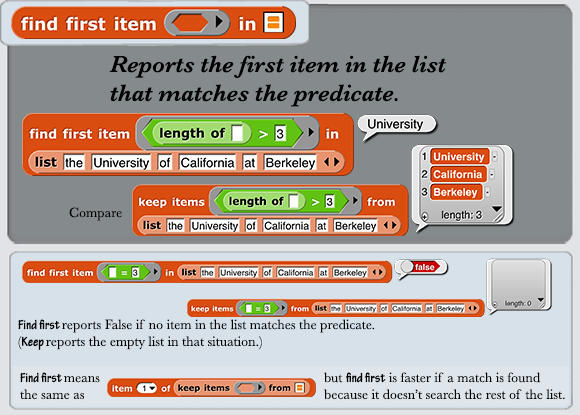 find first item in
Reports the first item in the list
that matches the predicate.
find first item length of > 3 in
University
list the University of California at Berkeley
1 University
2 California
3 Berkeley
length: 3
Compare
keep items length of > 3 from
list the University of California at Berkeley
find first item = 3 in list the University of California at Berkeley
false
keep items = 3 from list the University of California at Berkeley
length: 0
Find first reports False if no item in the list matches the predicate.
(Keep reports the empty list in that situation.)
Find first means
the same as
item 1 of keep items from
but find first is faster if a match is found
because it doesn't search the rest of the list.